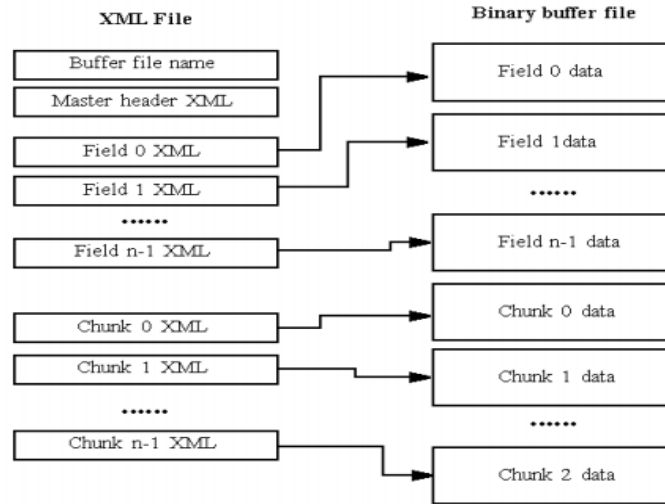 XML File
Buffer file name
Master header XML
Field 0 XML
Field 1 XML
......
Field n-1 XML
Chunk 0 XML
Chunk 1 XML
......
Chunk n-1 XML
Binary buffer file
Field 0 data
Field 1data
......
Field n-1 data
Chunk 0 data
Chunk 1 data
......
Chunk 2 data